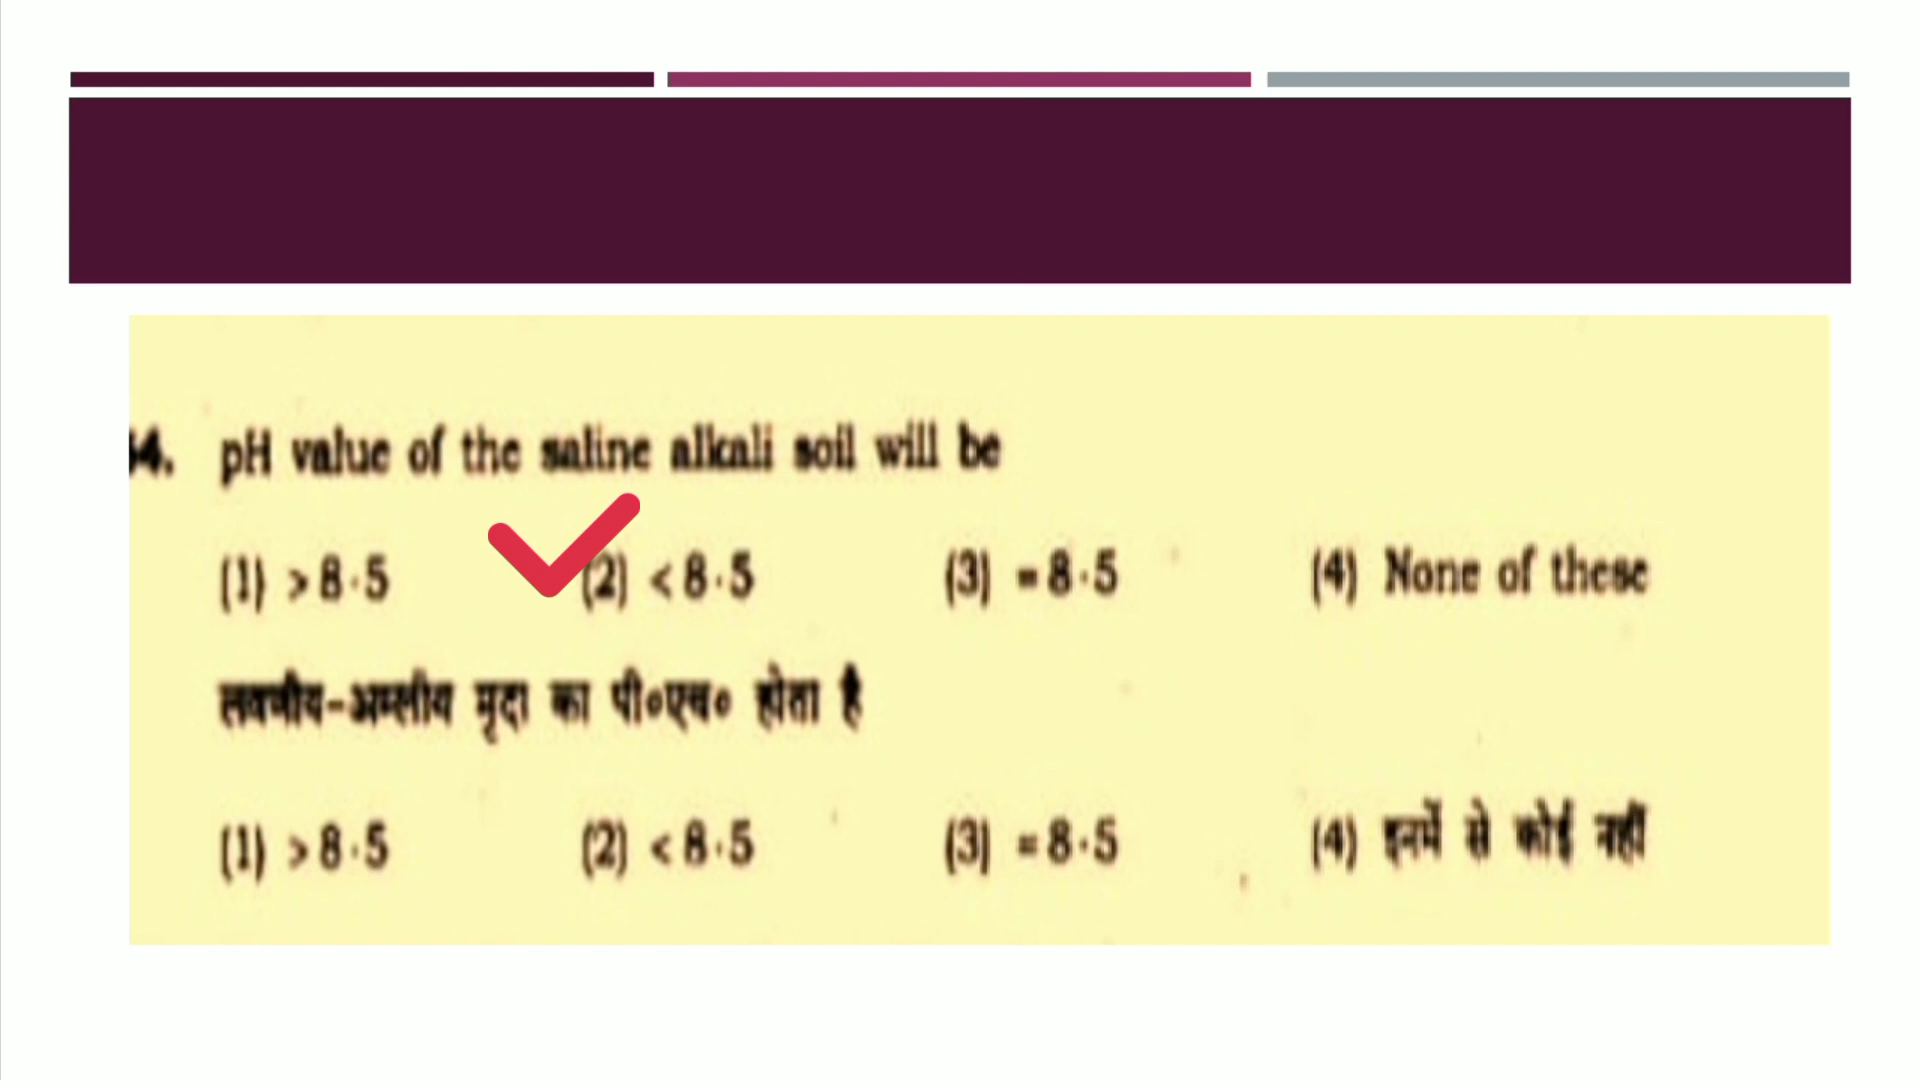 4. pH value of the saline alkali soil will be
(1) > 8·5 (2) < 8·5 (3) = 8·5 (4) None of these
लवणीय-अम्लीय मृदा का पी०एच० होता है
(1) > 8·5 (2) < 8·5 (3) = 8·5 (4) इनमें से कोई नहीं